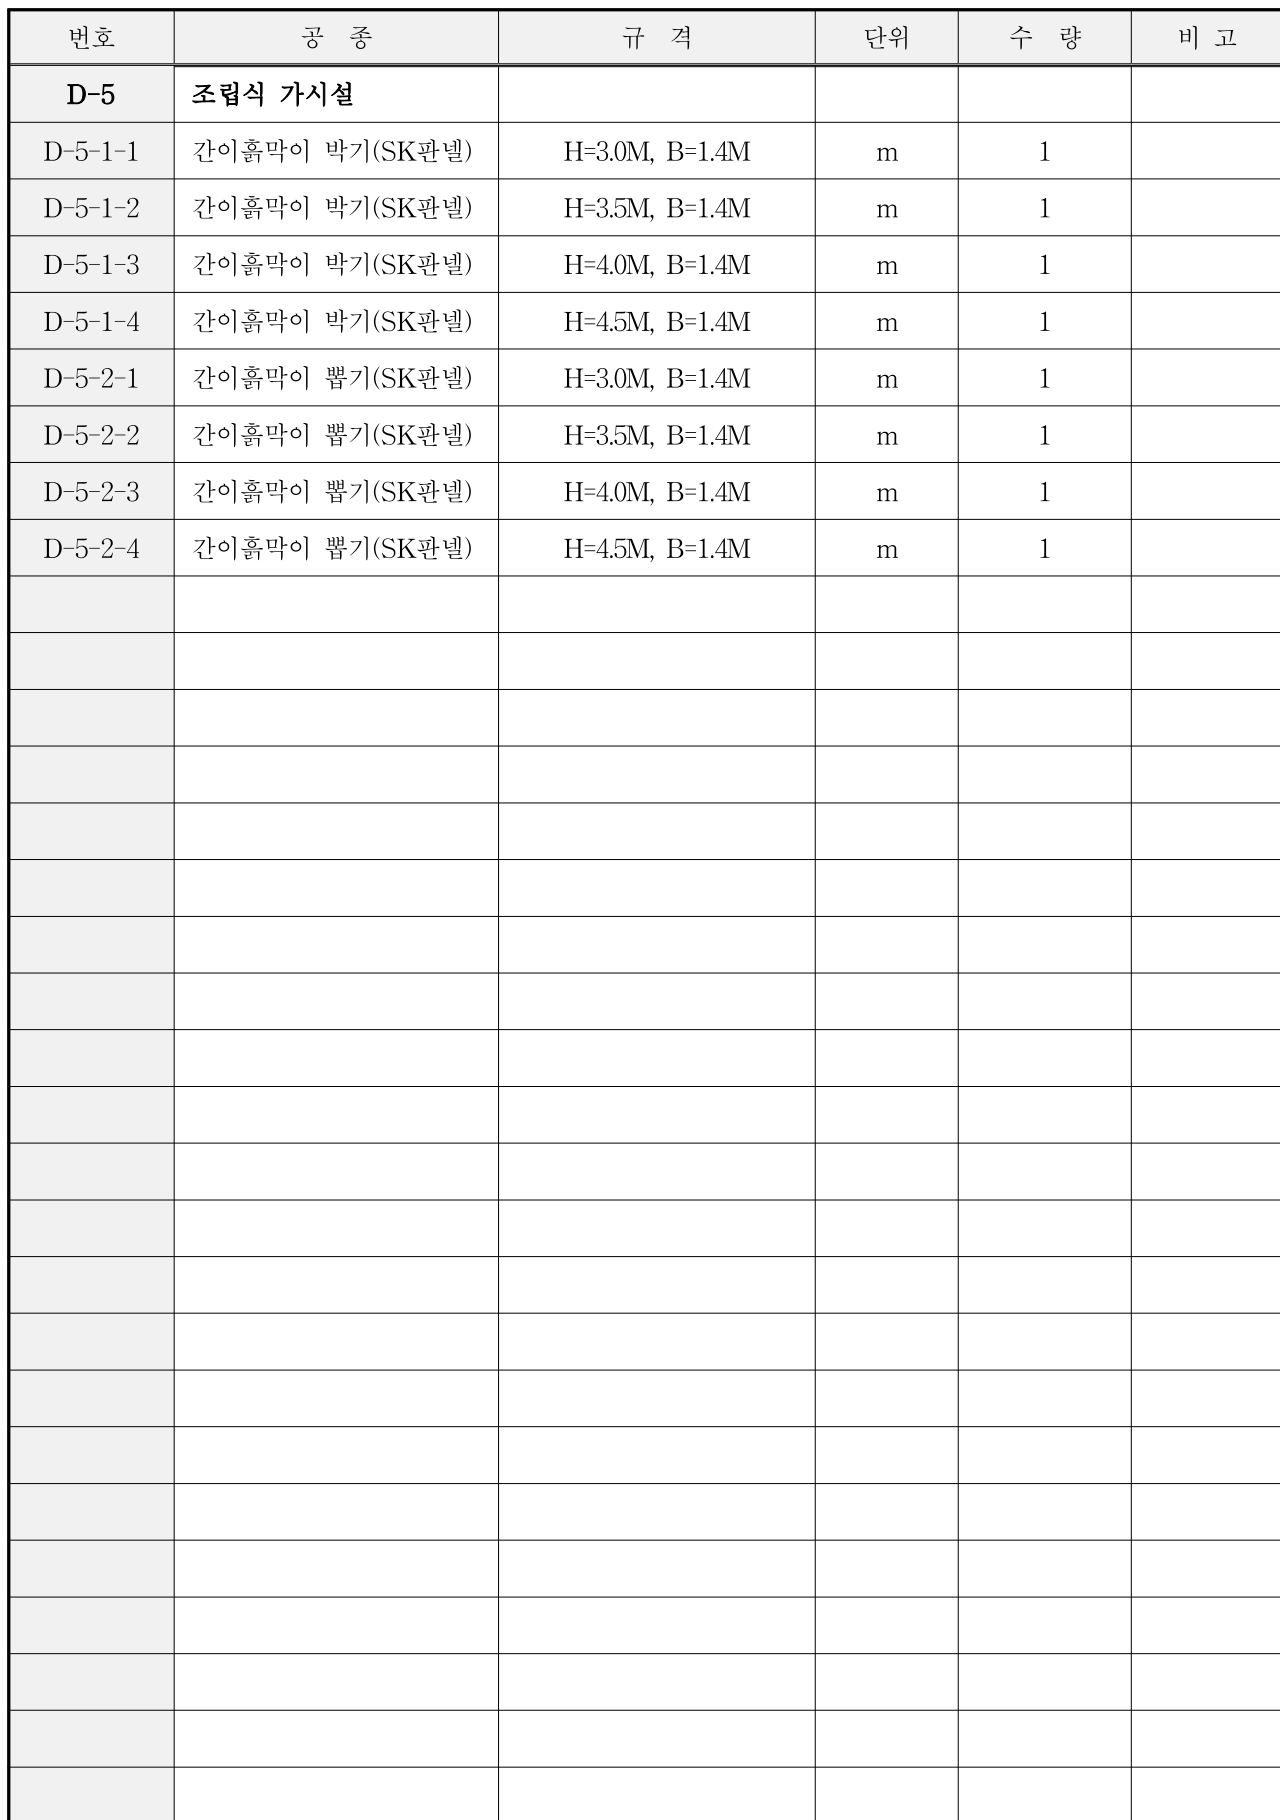 번호 공 종 규 격 단위 수 량 비 고
D-5 조립식 가시설
D-5-1-1 간이흙막이 박기(SK판넬) H=3.0M, B=1.4M m 1
D-5-1-2 간이흙막이 박기(SK판넬) H=3.5M, B=1.4M m 1
D-5-1-3 간이흙막이 박기(SK판넬) H=4.0M, B=1.4M m 1
D-5-1-4 간이흙막이 박기(SK판넬) H=4.5M, B=1.4M m 1
D-5-2-1 간이흙막이 뽑기(SK판넬) H=3.0M, B=1.4M m 1
D-5-2-2 간이흙막이 뽑기(SK판넬) H=3.5M, B=1.4M m 1
D-5-2-3 간이흙막이 뽑기(SK판넬) H=4.0M, B=1.4M m 1
D-5-2-4 간이흙막이 뽑기(SK판넬) H=4.5M, B=1.4M m 1